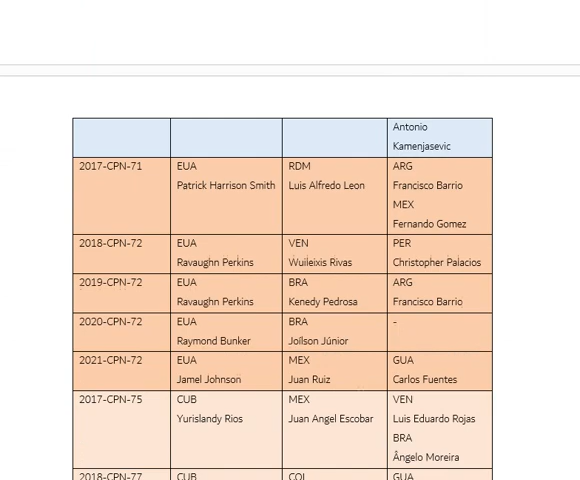 Antonio
Kamenjasevic
2017-CPN-71
EUA
Patrick Harrison Smith
RDM
Luis Alfredo Leon
ARG
Francisco Barrio
MEX
Fernando Gomez
2018-CPN-72
EUA
Ravaughn Perkins
VEN
Wuileixis Rivas
PER
Christopher Palacios
2019-CPN-72
EUA
Ravaughn Perkins
BRA
Kenedy Pedrosa
ARG
Francisco Barrio
2020-CPN-72
EUA
Raymond Bunker
BRA
Joílson Júnior
-
2021-CPN-72
EUA
Jamel Johnson
MEX
Juan Ruiz
GUA
Carlos Fuentes
2017-CPN-75
CUB
Yurislandy Rios
MEX
Juan Angel Escobar
VEN
Luis Eduardo Rojas
BRA
Ângelo Moreira
2018-CPN-77
CUB
COL
GUA